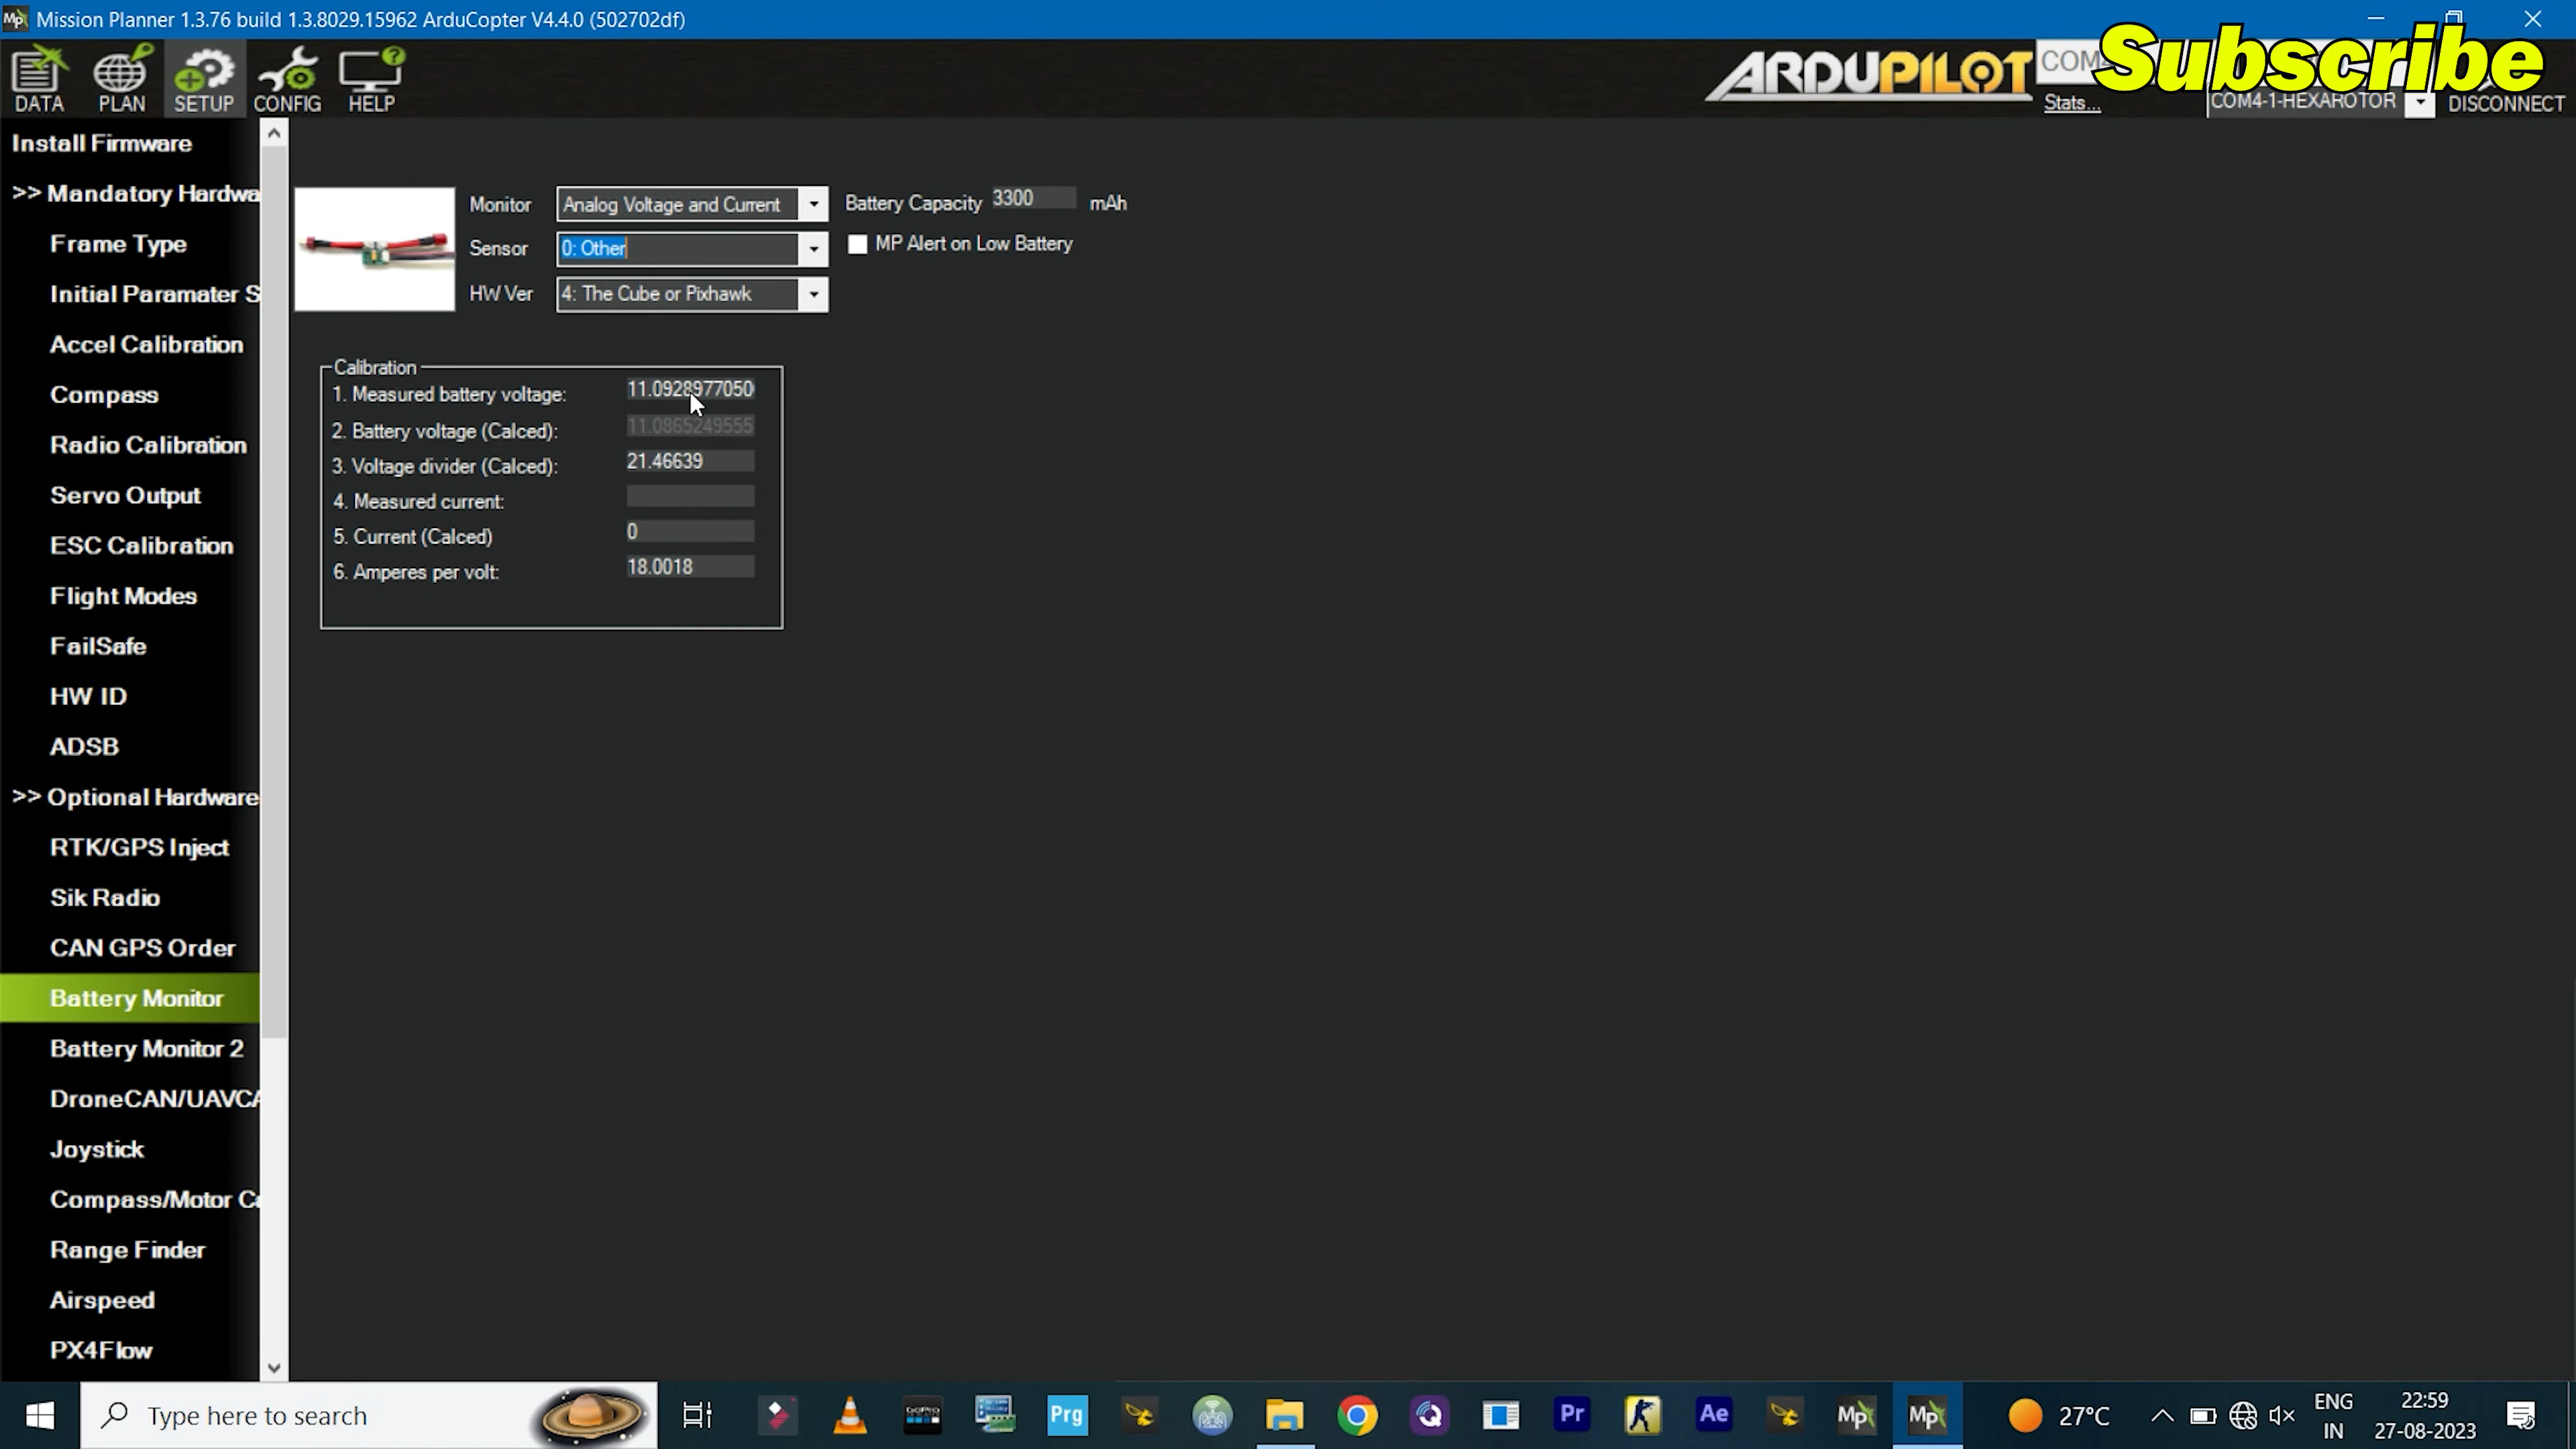 Mission Planner 1.3.76 build 1.3.8029.15962 ArduCopter V4.4.0 (502702df)
Subscribe
DATA
PLAN
SETUP
CONFIG
HELP
ARDUPILOT
Stats...
COM4-1-HEXAROTOR
DISCONNECT
Install Firmware
>> Mandatory Hardwa
Frame Type
Initial Paramater S
Accel Calibration
Compass
Radio Calibration
Servo Output
ESC Calibration
Flight Modes
FailSafe
HW ID
ADSB
>> Optional Hardware
RTK/GPS Inject
Sik Radio
CAN GPS Order
Battery Monitor
Battery Monitor 2
DroneCAN/UAVCA
Joystick
Compass/Motor Ca
Range Finder
Airspeed
PX4Flow
Monitor Analog Voltage and Current Battery Capacity 3300 mAh
Sensor 0: Other MP Alert on Low Battery
HW Ver 4: The Cube or Pixhawk
Calibration
1. Measured battery voltage: 11.0928977050
2. Battery voltage (Calced): 11.0865249555
3. Voltage divider (Calced): 21.46639
4. Measured current:
5. Current (Calced) 0
6. Amperes per volt: 18.0018
Type here to search
GoPro
Prg
Pr
Ae
Mp
Mp
27°C
ENG
IN
22:59
27-08-2023